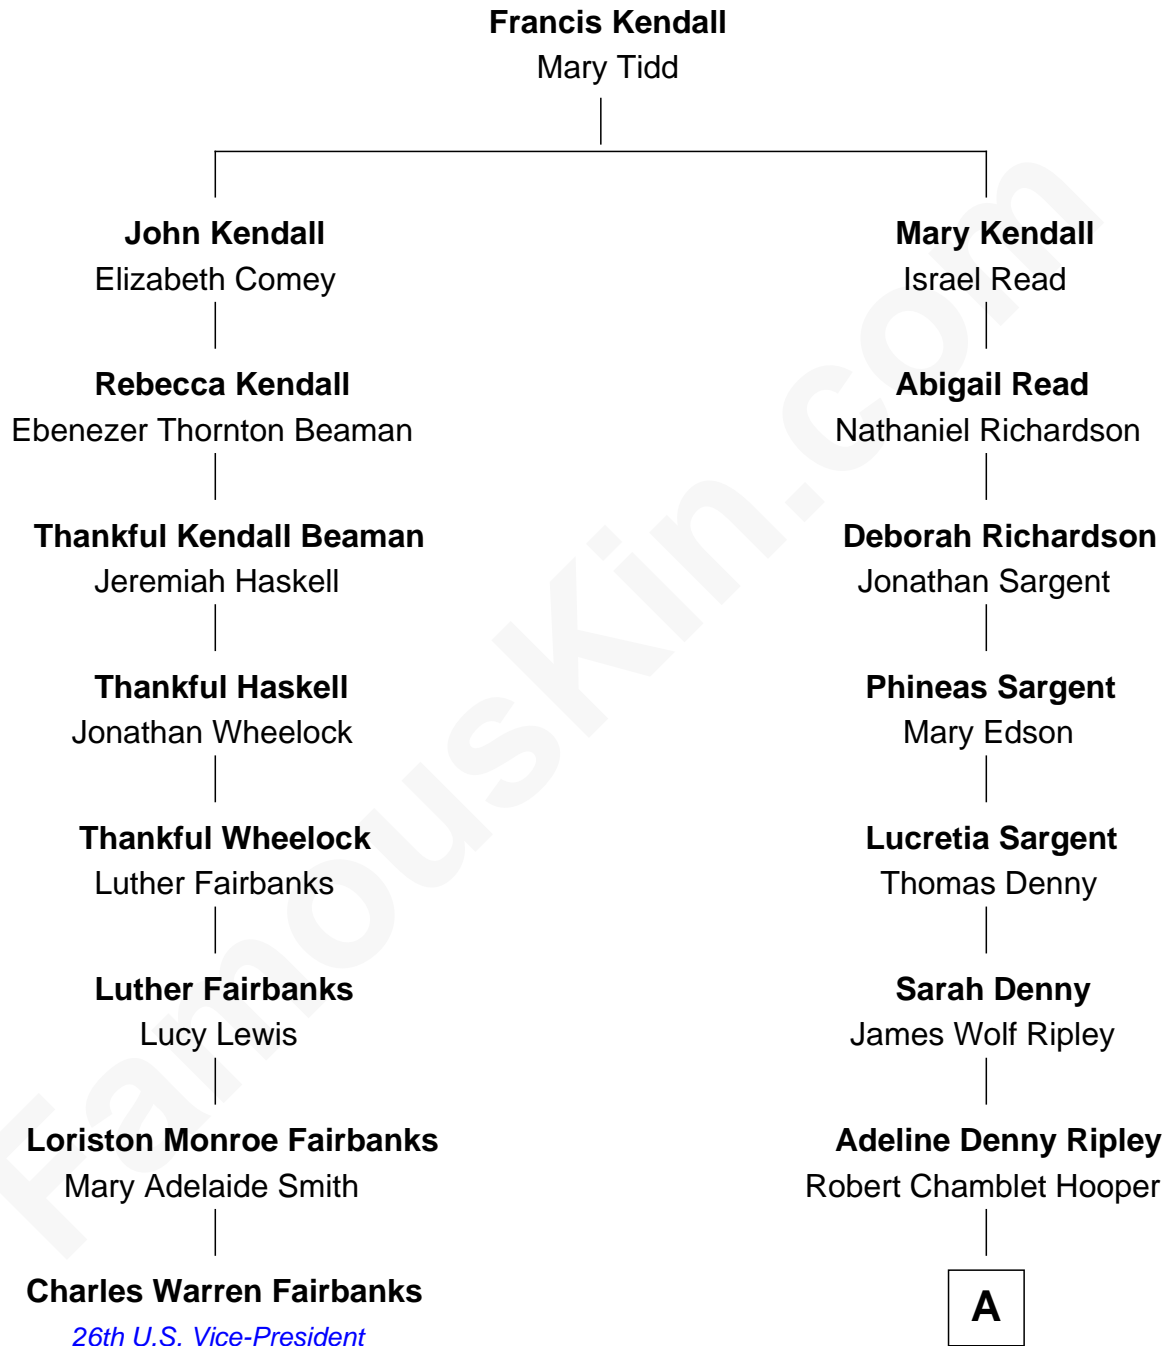 Francis Kendall
Mary Tidd
John Kendall
Elizabeth Comey
Rebecca Kendall
Ebenezer Thornton Beaman
Thankful Kendall Beaman
Jeremiah Haskell
Thankful Haskell
Jonathan Wheelock
Thankful Wheelock
Luther Fairbanks
Luther Fairbanks
Lucy Lewis
Loriston Monroe Fairbanks
Mary Adelaide Smith
Charles Warren Fairbanks
26th U.S. Vice-President
Mary Kendall
Israel Read
Abigail Read
Nathaniel Richardson
Deborah Richardson
Jonathan Sargent
Phineas Sargent
Mary Edson
Lucretia Sargent
Thomas Denny
Sarah Denny
James Wolf Ripley
Adeline Denny Ripley
Robert Chamblet Hooper
A
FamousKin.com